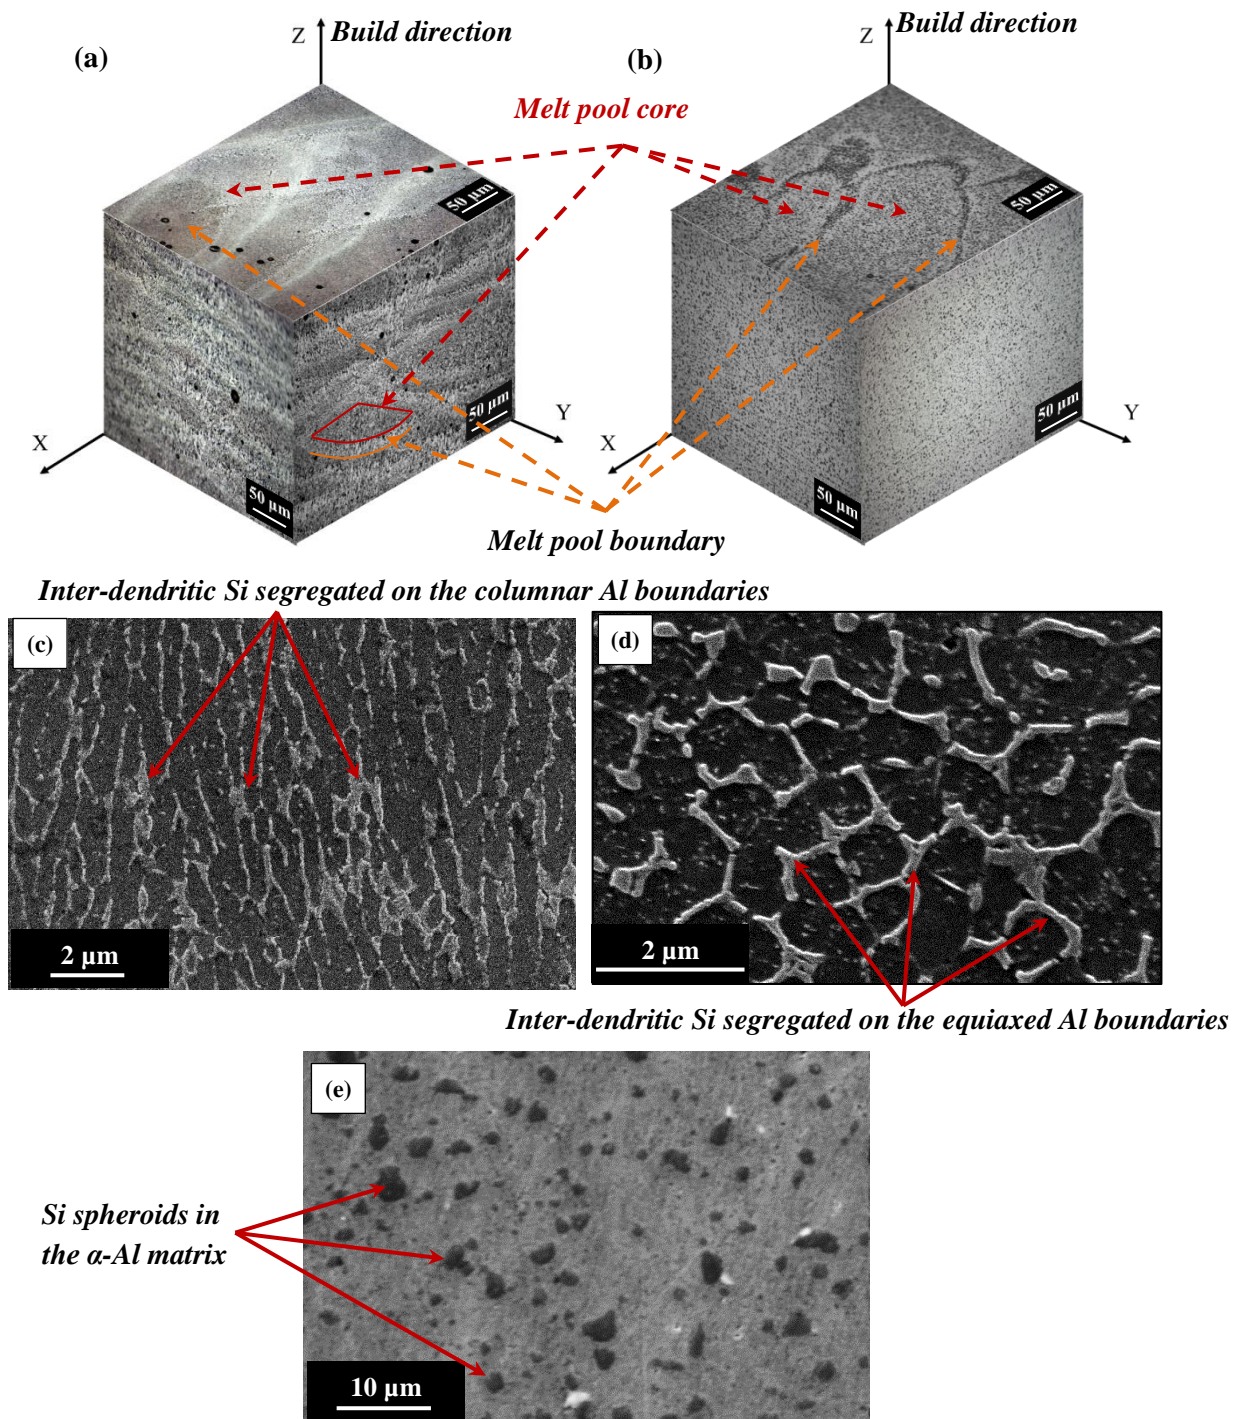 Z
Build direction
Z
Build direction
(a)
(b)
Melt pool core
50 µm
50 µm
50 µm
50 µm
Y
Y
X
X
50 µm
50 µm
Melt pool boundary
Inter-dendritic Si segregated on the columnar Al boundaries
(c)
(d)
2 µm
2 µm
Inter-dendritic Si segregated on the equiaxed Al boundaries
(e)
Si spheroids in
the α-Al matrix
10 µm